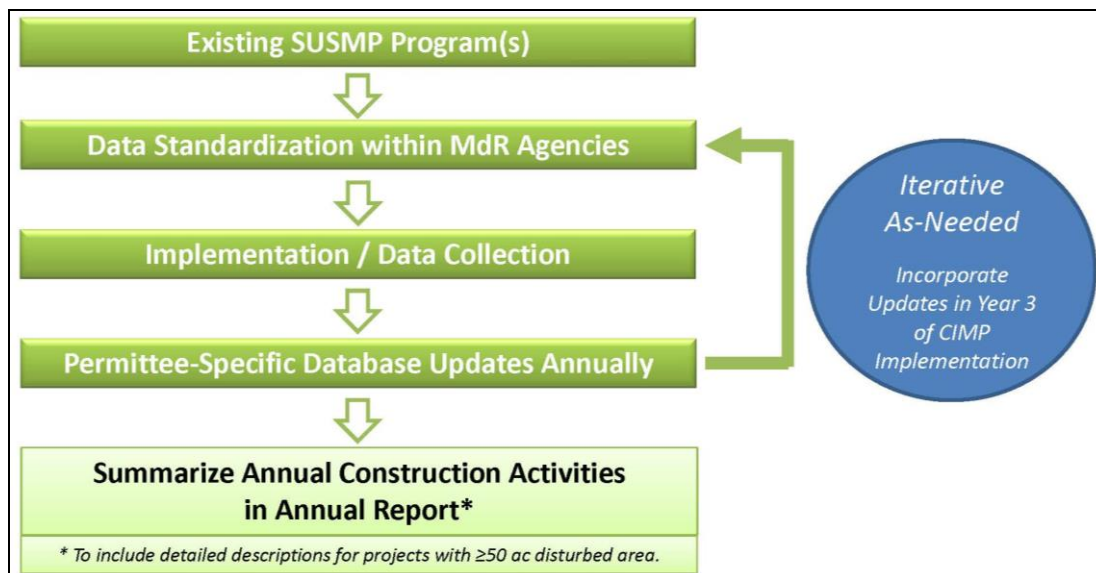 Existing SUSMP Program(s)
Data Standardization within MdR Agencies
Implementation / Data Collection
Permittee-Specific Database Updates Annually
Summarize Annual Construction Activities
in Annual Report*
* To include detailed descriptions for projects with ≥50 ac disturbed area.
Iterative
As-Needed
Incorporate
Updates in Year 3
of CIMP
Implementation